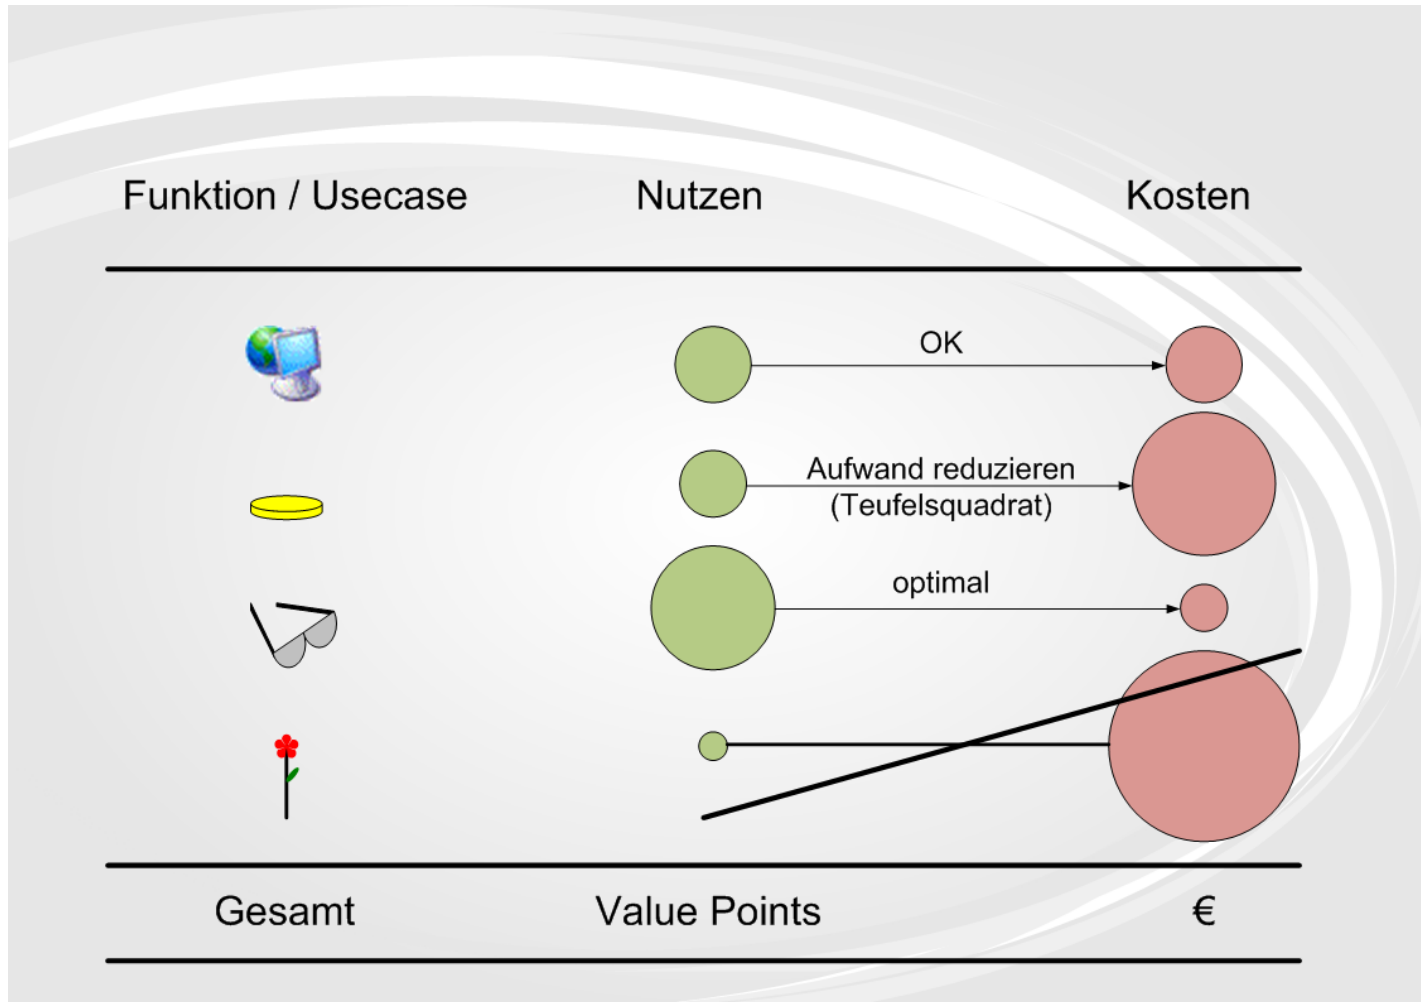 Funktion / Usecase
Nutzen
Kosten
OK
Aufwand reduzieren
(Teufelsquadrat)
optimal
Gesamt
Value Points
€